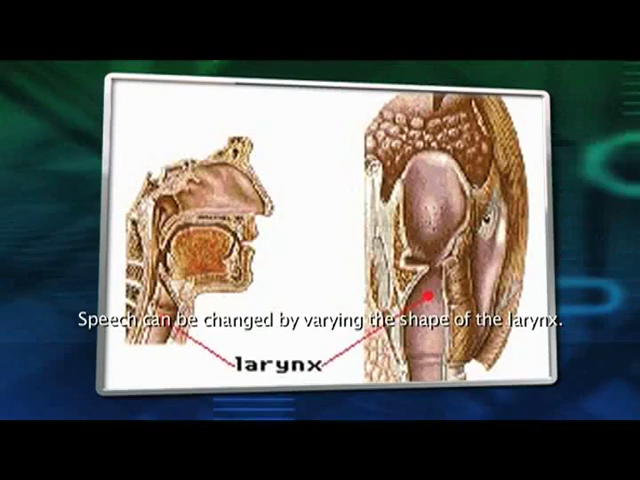 Speech can be changed by varying the shape of the larynx.
larynx